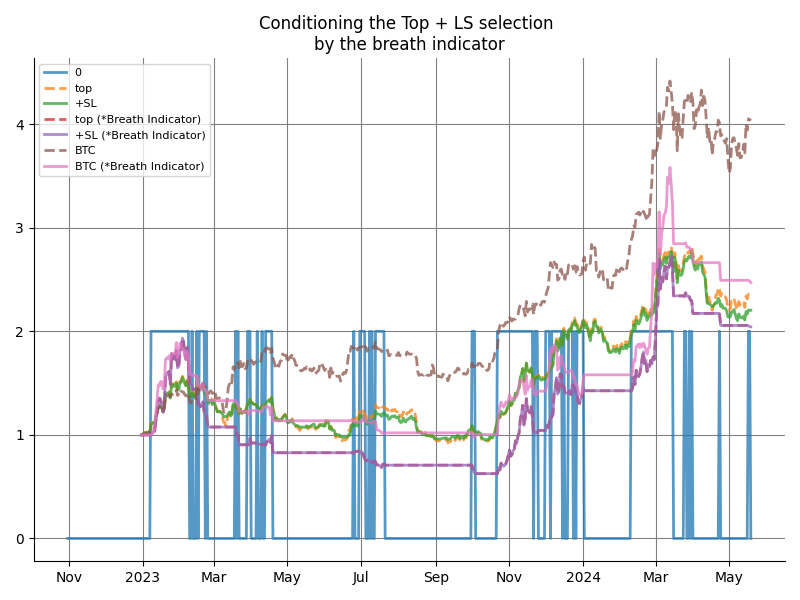 Conditioning the Top + LS selection
by the breath indicator
0
top
+SL
top (*Breath Indicator)
+SL (*Breath Indicator)
BTC
BTC (*Breath Indicator)
4
3
2
1
0
Nov 2023 Mar May Jul Sep Nov 2024 Mar May